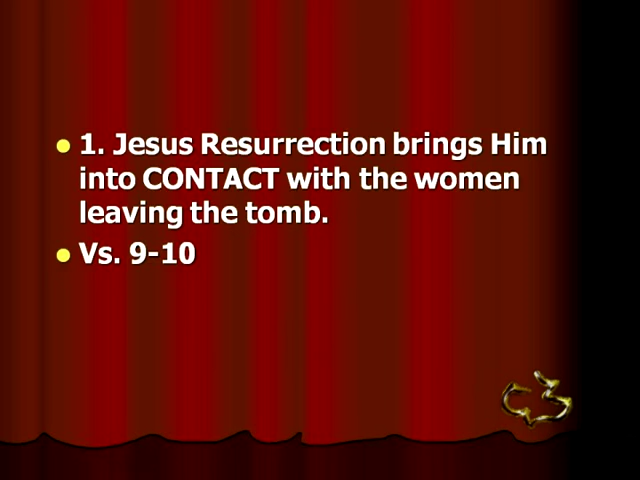 1. Jesus Resurrection brings Him
into CONTACT with the women
leaving the tomb.
Vs. 9-10